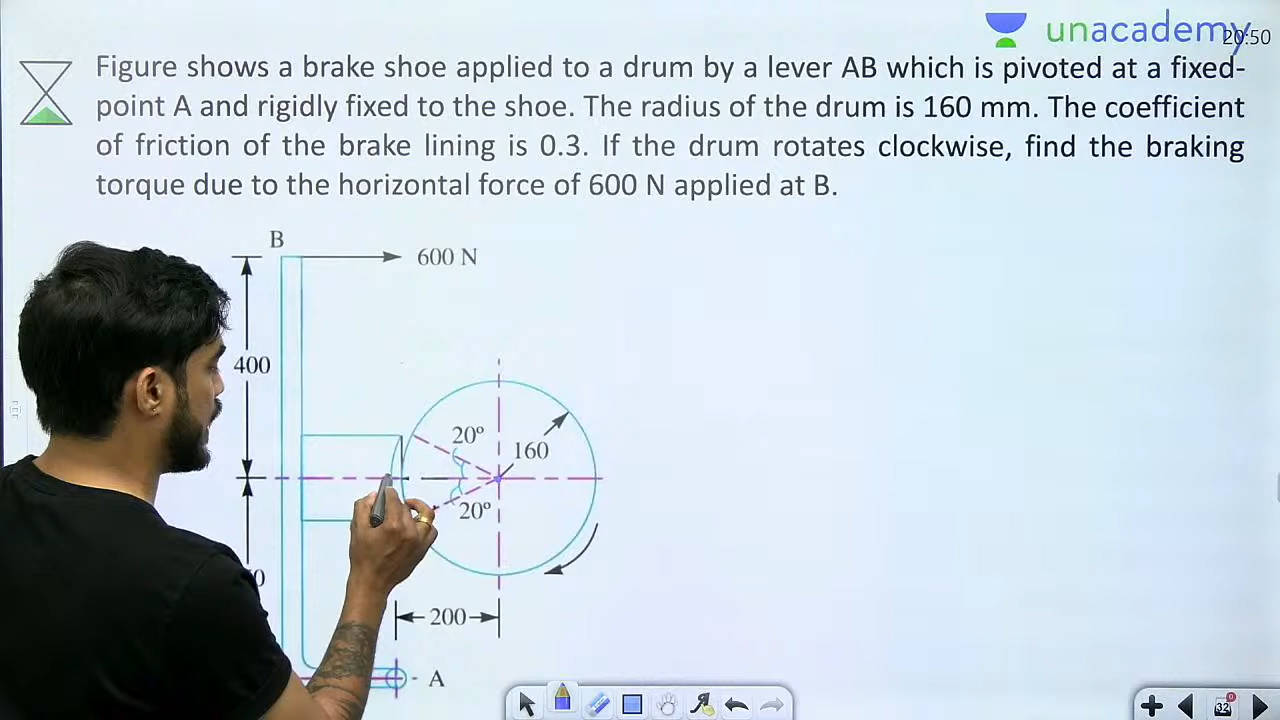 unacademy
20:50
Figure shows a brake shoe applied to a drum by a lever AB which is pivoted at a fixed-
point A and rigidly fixed to the shoe. The radius of the drum is 160 mm. The coefficient
of friction of the brake lining is 0.3. If the drum rotates clockwise, find the braking
torque due to the horizontal force of 600 N applied at B.
B
600 N
400
20º
160
20º
200
A
32